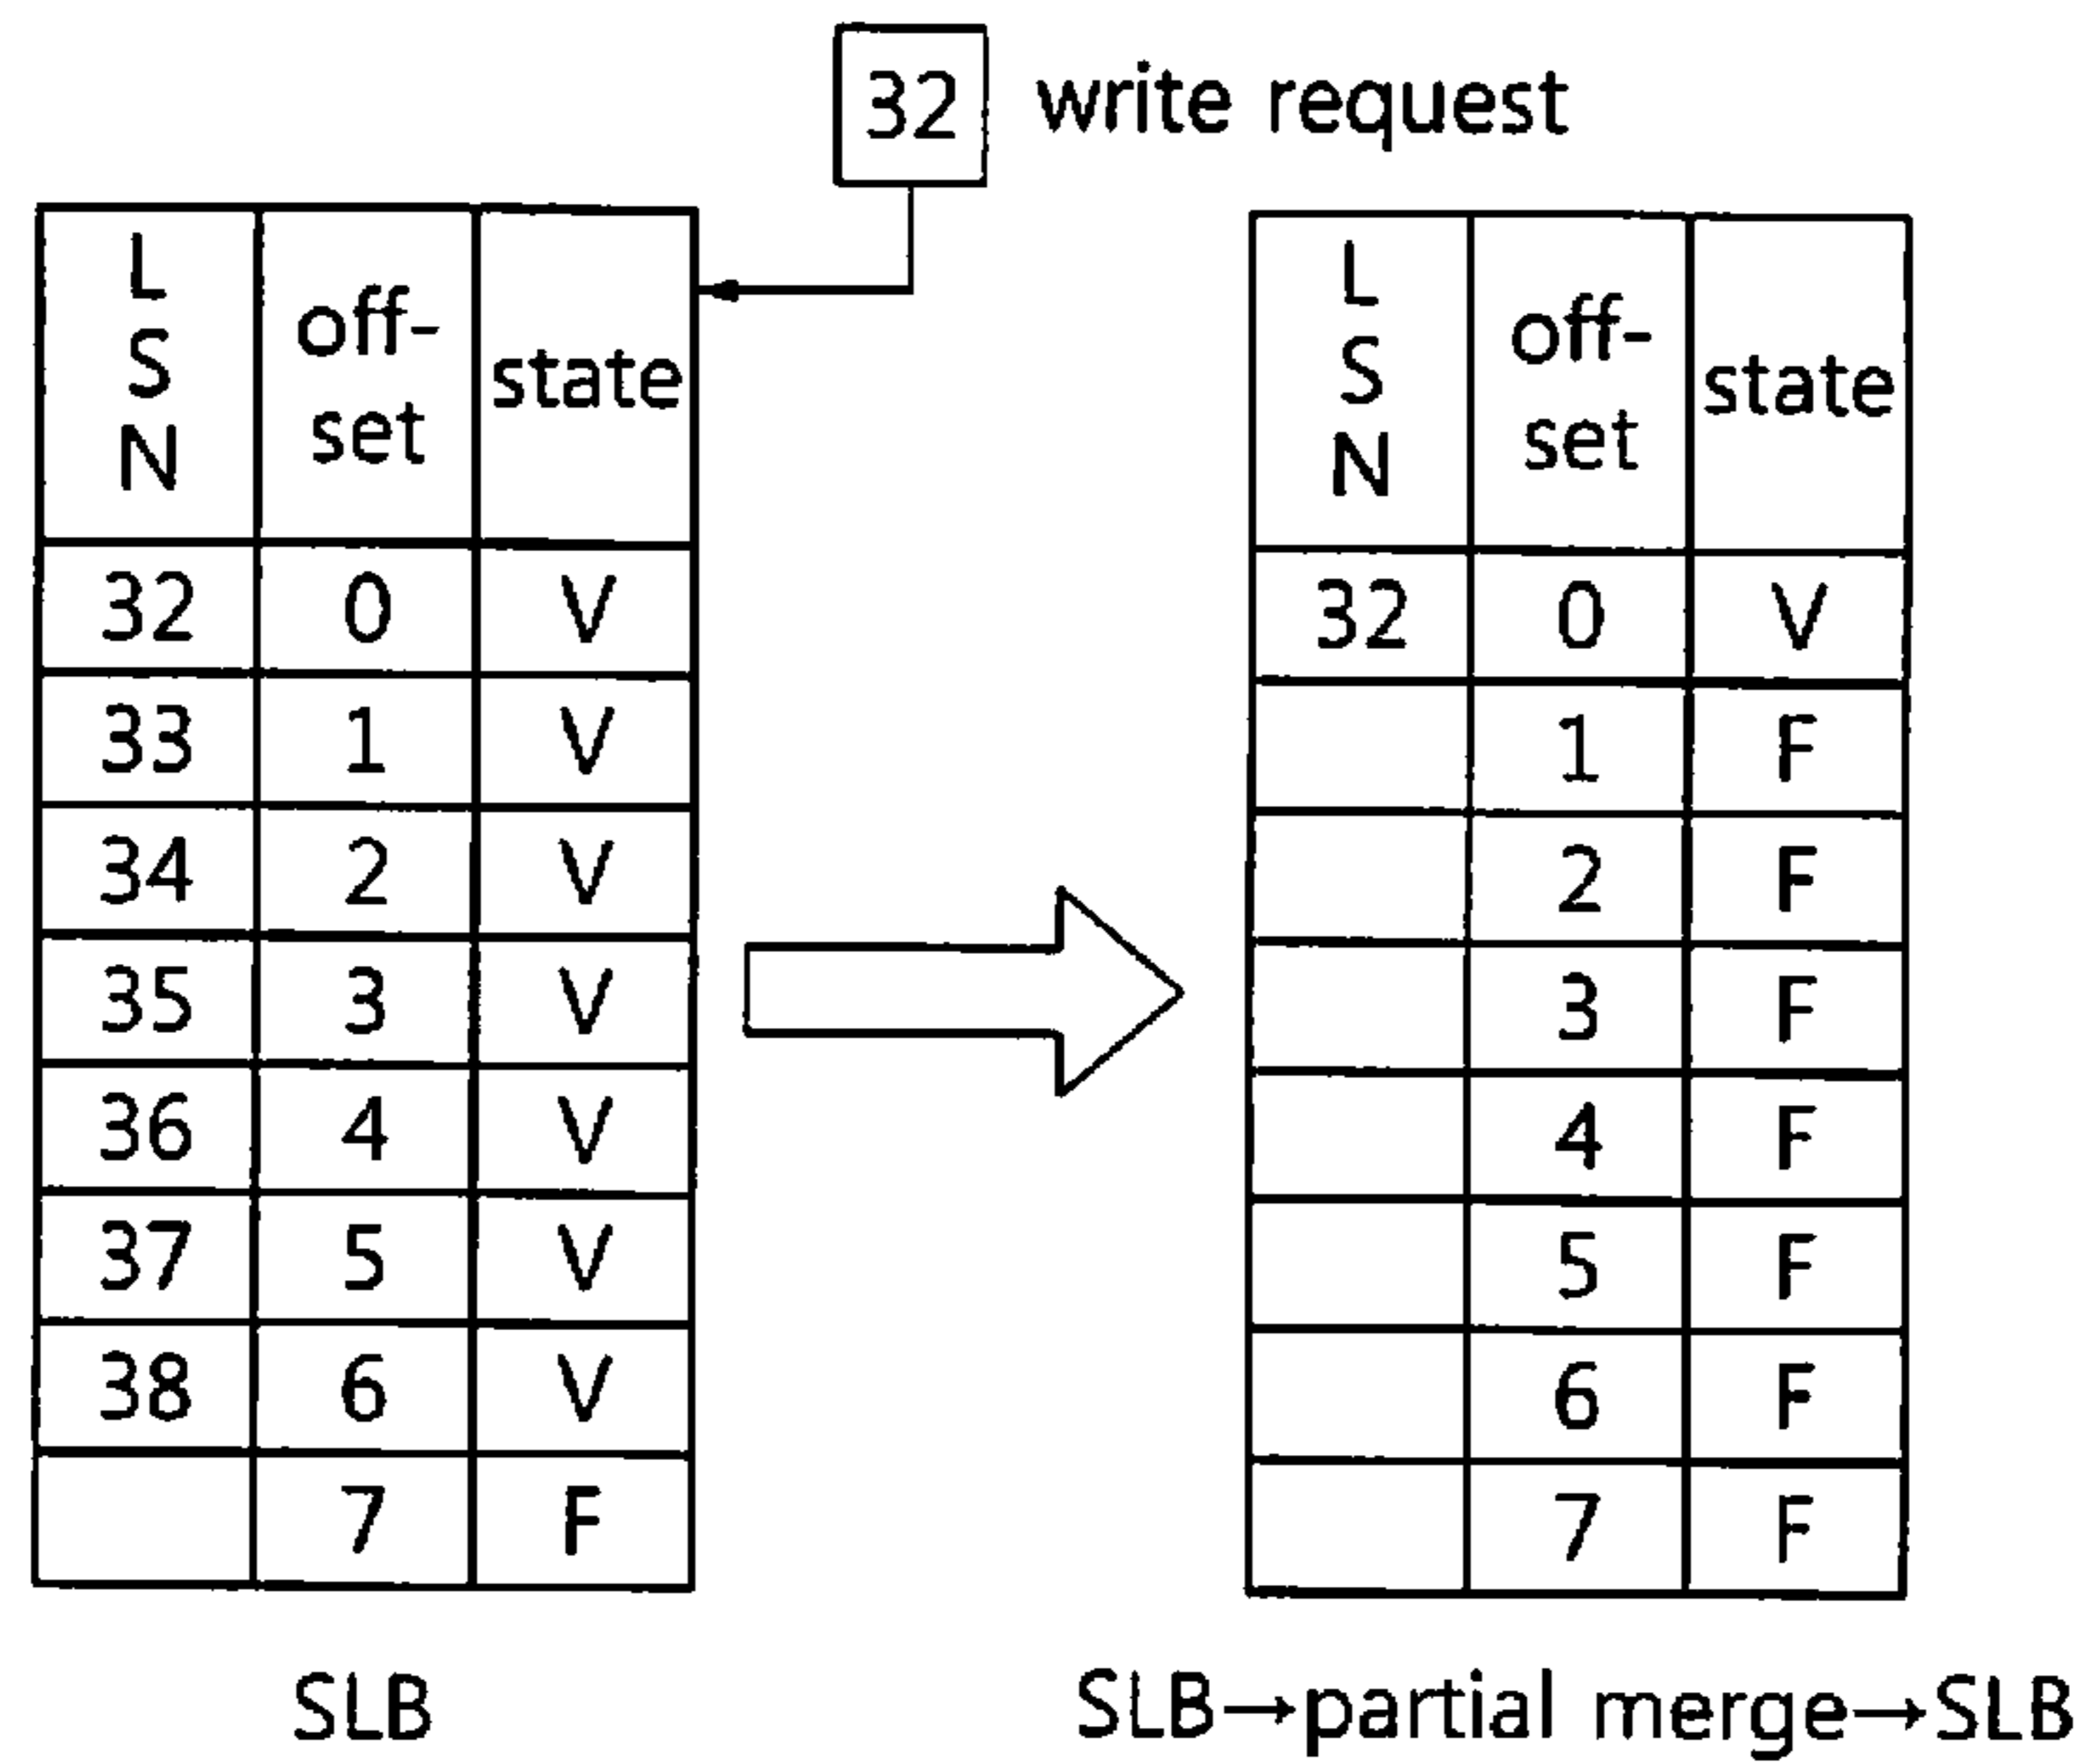 32 write request
LSN off-set state
32 0 V
33 1 V
34 2 V
35 3 V
36 4 V
37 5 V
38 6 V
7 F
SLB
LSN off-set state
32 0 V
1 F
2 F
3 F
4 F
5 F
6 F
7 F
SLB→partial merge→SLB